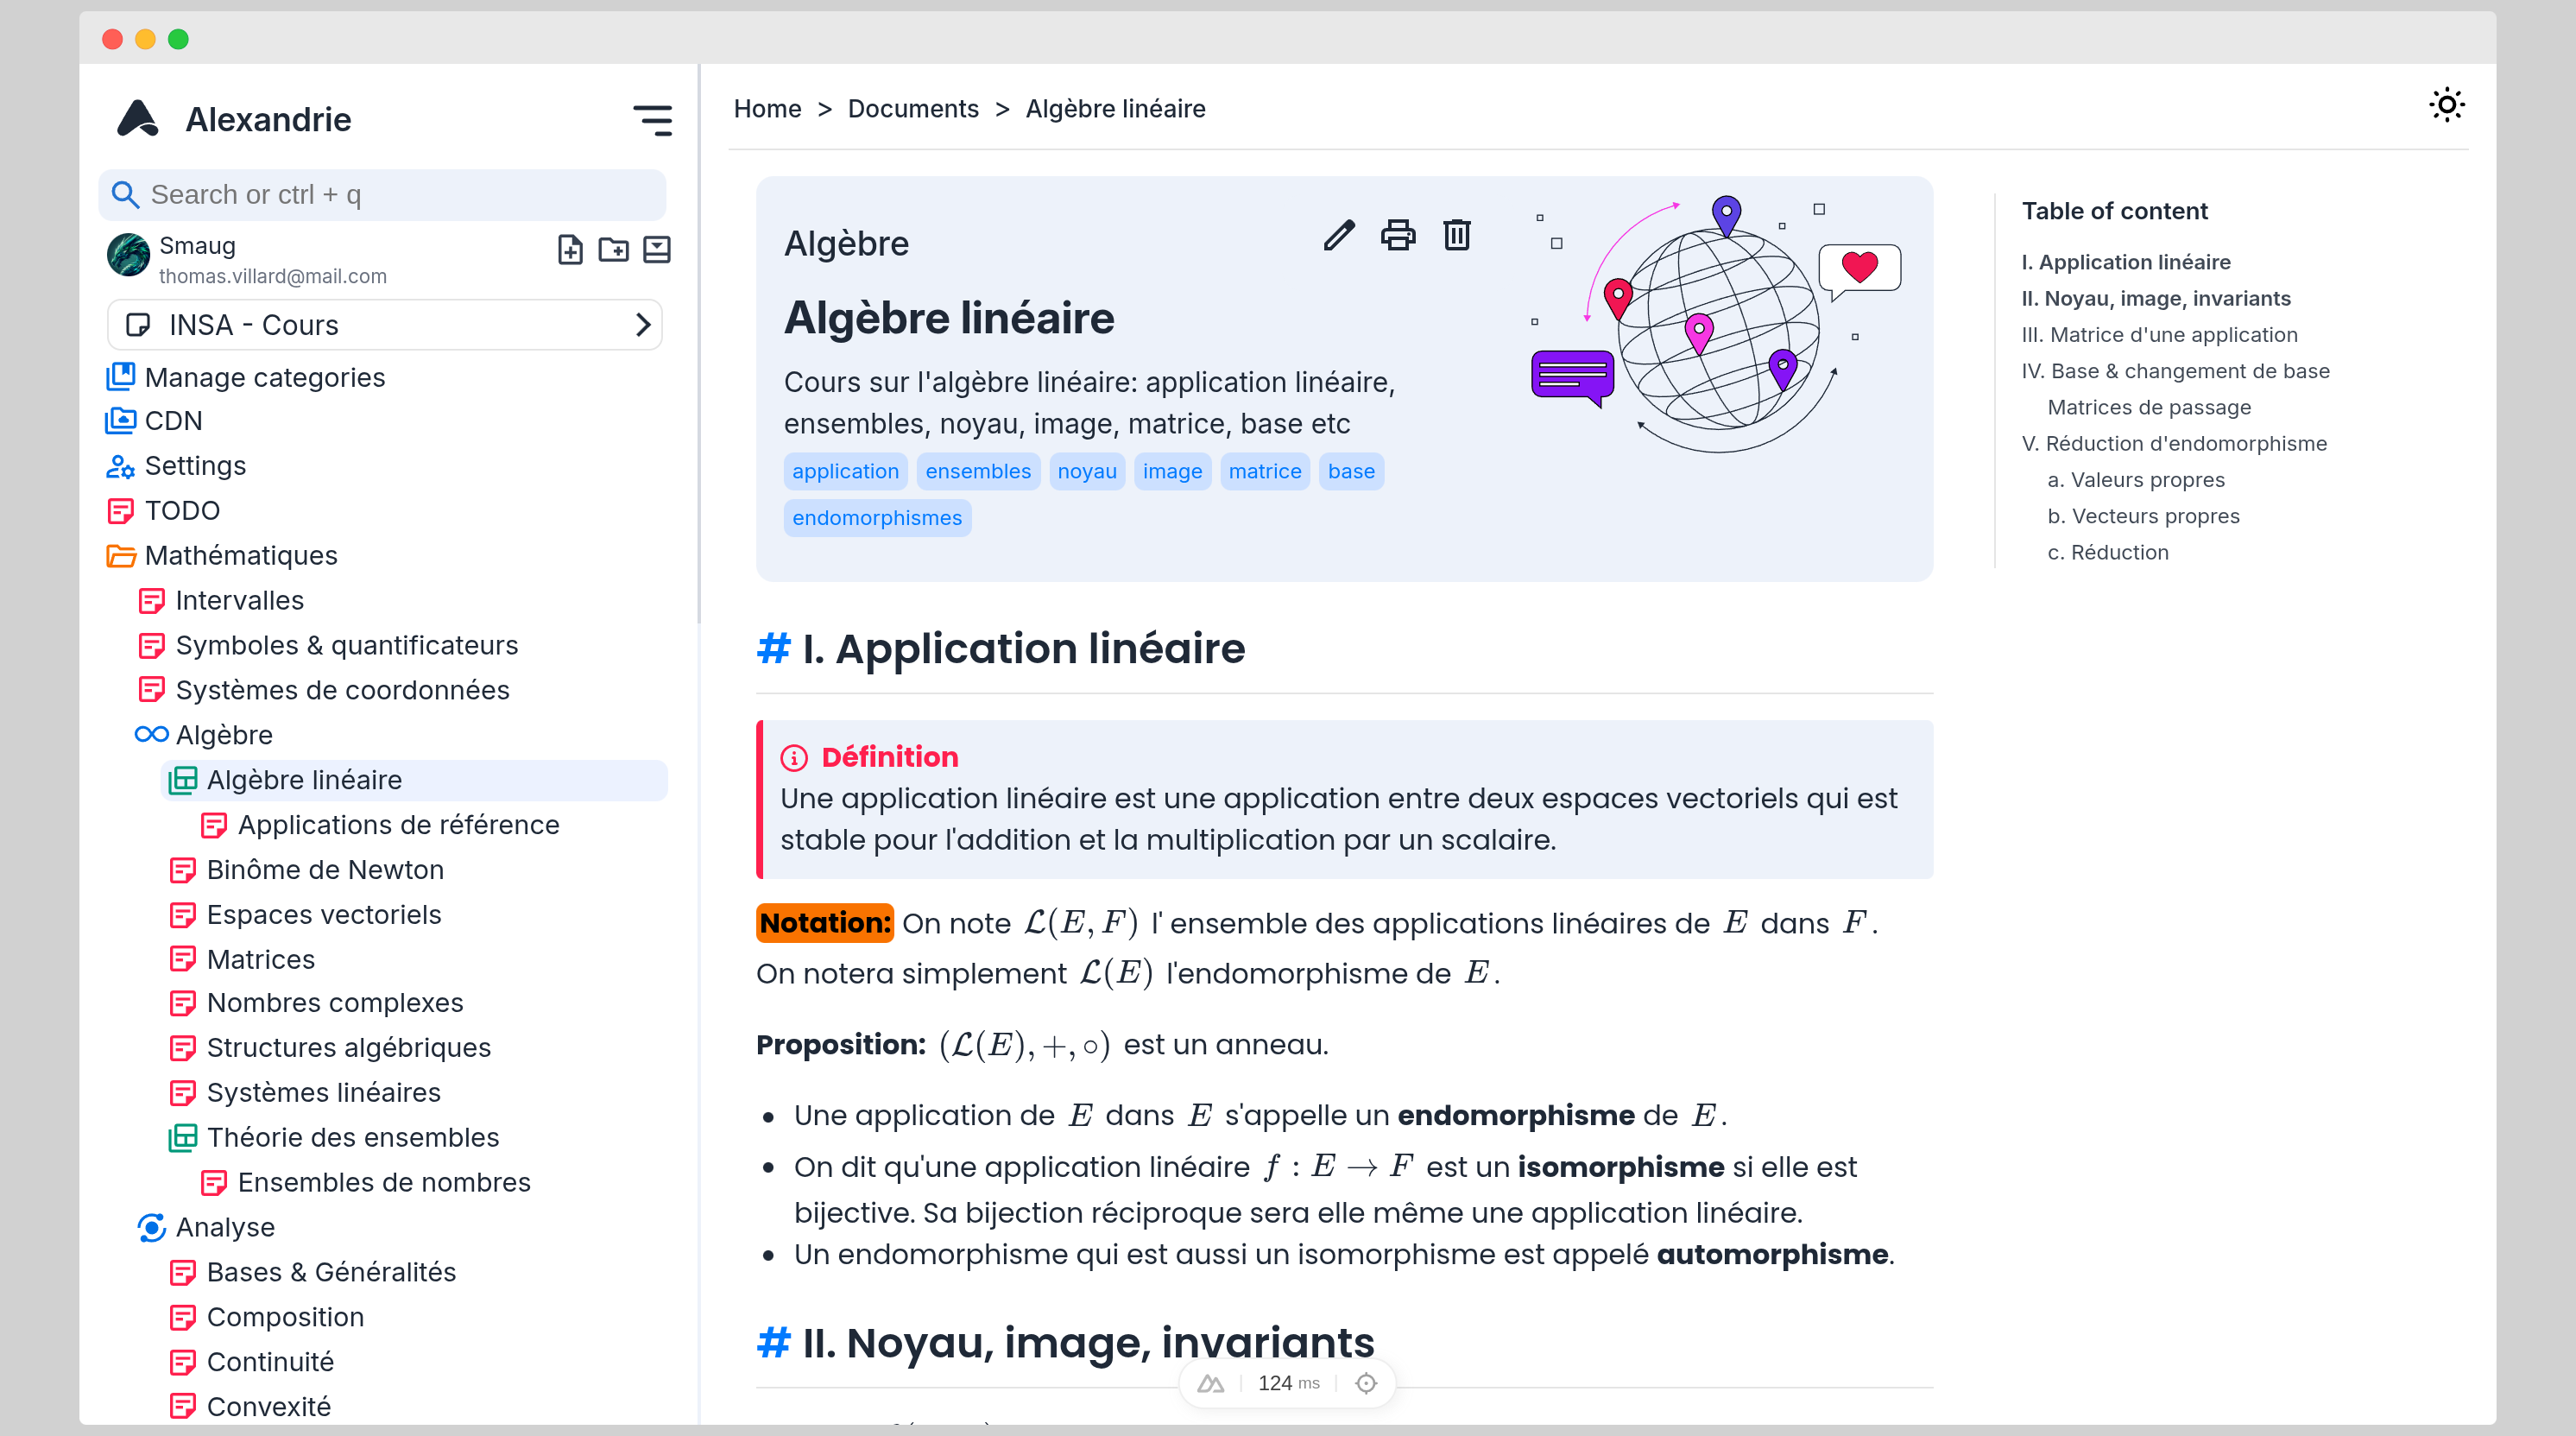 Alexandrie
Search or ctrl + q
Smaug
thomas.villard@mail.com
INSA - Cours
Manage categories
CDN
Settings
TODO
Mathématiques
Intervalles
Symboles & quantificateurs
Systèmes de coordonnées
Algèbre
Algèbre linéaire
Applications de référence
Binôme de Newton
Espaces vectoriels
Matrices
Nombres complexes
Structures algébriques
Systèmes linéaires
Théorie des ensembles
Ensembles de nombres
Analyse
Bases & Généralités
Composition
Continuité
Convexité
Home > Documents > Algèbre linéaire
Algèbre
Algèbre linéaire
Cours sur l'algèbre linéaire: application linéaire,
ensembles, noyau, image, matrice, base etc
application ensembles noyau image matrice base
endomorphismes
# I. Application linéaire
Définition
Une application linéaire est une application entre deux espaces vectoriels qui est
stable pour l'addition et la multiplication par un scalaire.
Notation: On note ℒ(E, F) l' ensemble des applications linéaires de E dans F.
On notera simplement ℒ(E) l'endomorphisme de E.
Proposition: (ℒ(E), +, ∘) est un anneau.
• Une application de E dans E s'appelle un endomorphisme de E.
• On dit qu'une application linéaire f : E → F est un isomorphisme si elle est
bijective. Sa bijection réciproque sera elle même une application linéaire.
• Un endomorphisme qui est aussi un isomorphisme est appelé automorphisme.
# II. Noyau, image, invariants
124 ms
Table of content
I. Application linéaire
II. Noyau, image, invariants
III. Matrice d'une application
IV. Base & changement de base
Matrices de passage
V. Réduction d'endomorphisme
a. Valeurs propres
b. Vecteurs propres
c. Réduction